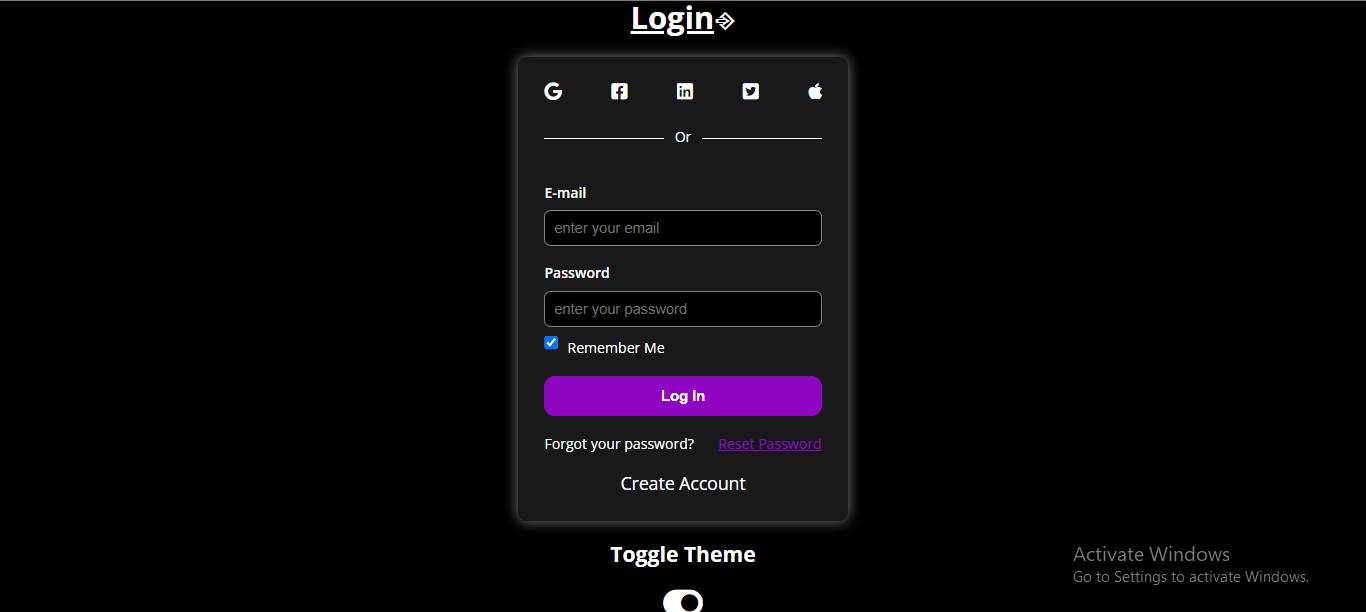 Login
Or
E-mail
enter your email
Password
enter your password
Remember Me
Log In
Forgot your password? Reset Password
Create Account
Toggle Theme
Activate Windows
Go to Settings to activate Windows.